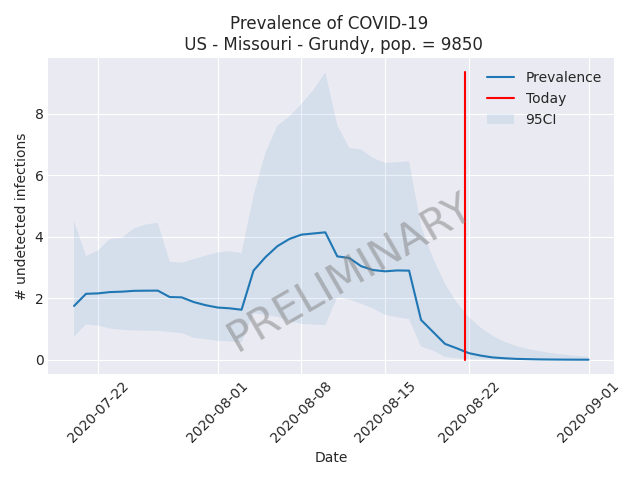 Prevalence of COVID-19
US - Missouri - Grundy, pop. = 9850
Prevalence
Today
95CI
PRELIMINARY
# undetected infections
8
6
4
2
0
2020-07-22
2020-08-01
2020-08-08
2020-08-15
2020-08-22
2020-09-01
Date